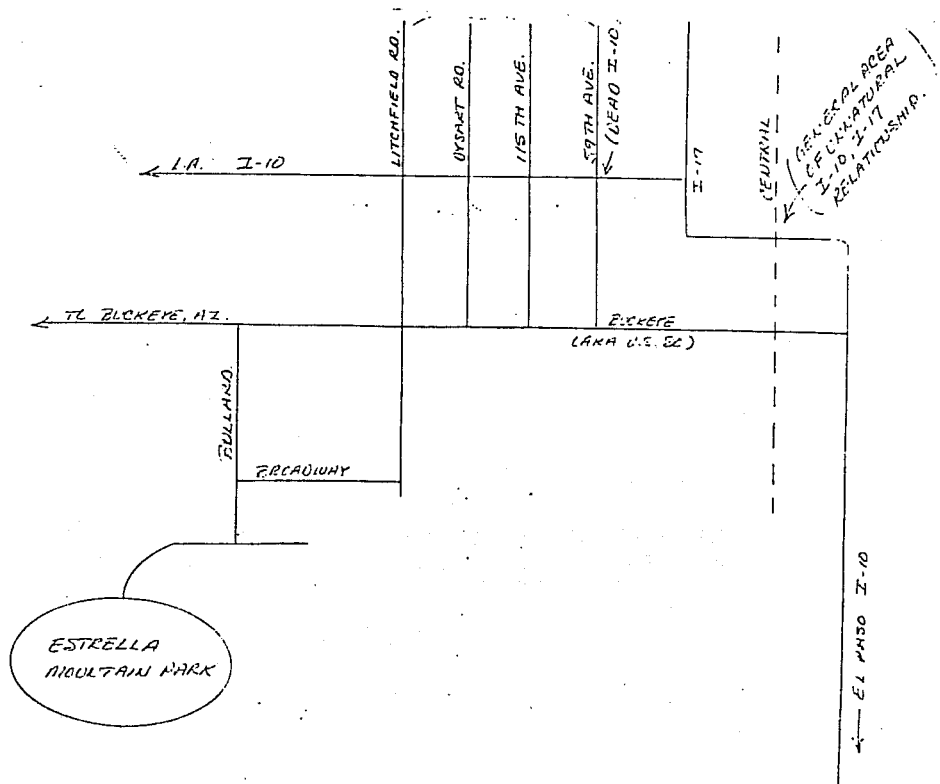 LITCHFIELD RD.
DYSART RD.
115TH AVE.
59TH AVE.
(DEAD I-10)
I-17
CENTRAL
(GENERAL AREA
OF UNNATURAL
I-10, I-17
RELATIONSHIP.)
L.A. I-10
TO BUCKEYE, AZ.
BUCKEYE
(AKA U.S. 80)
BULLARD
BROADWAY
ESTRELLA
MOUNTAIN PARK
EL PASO I-10